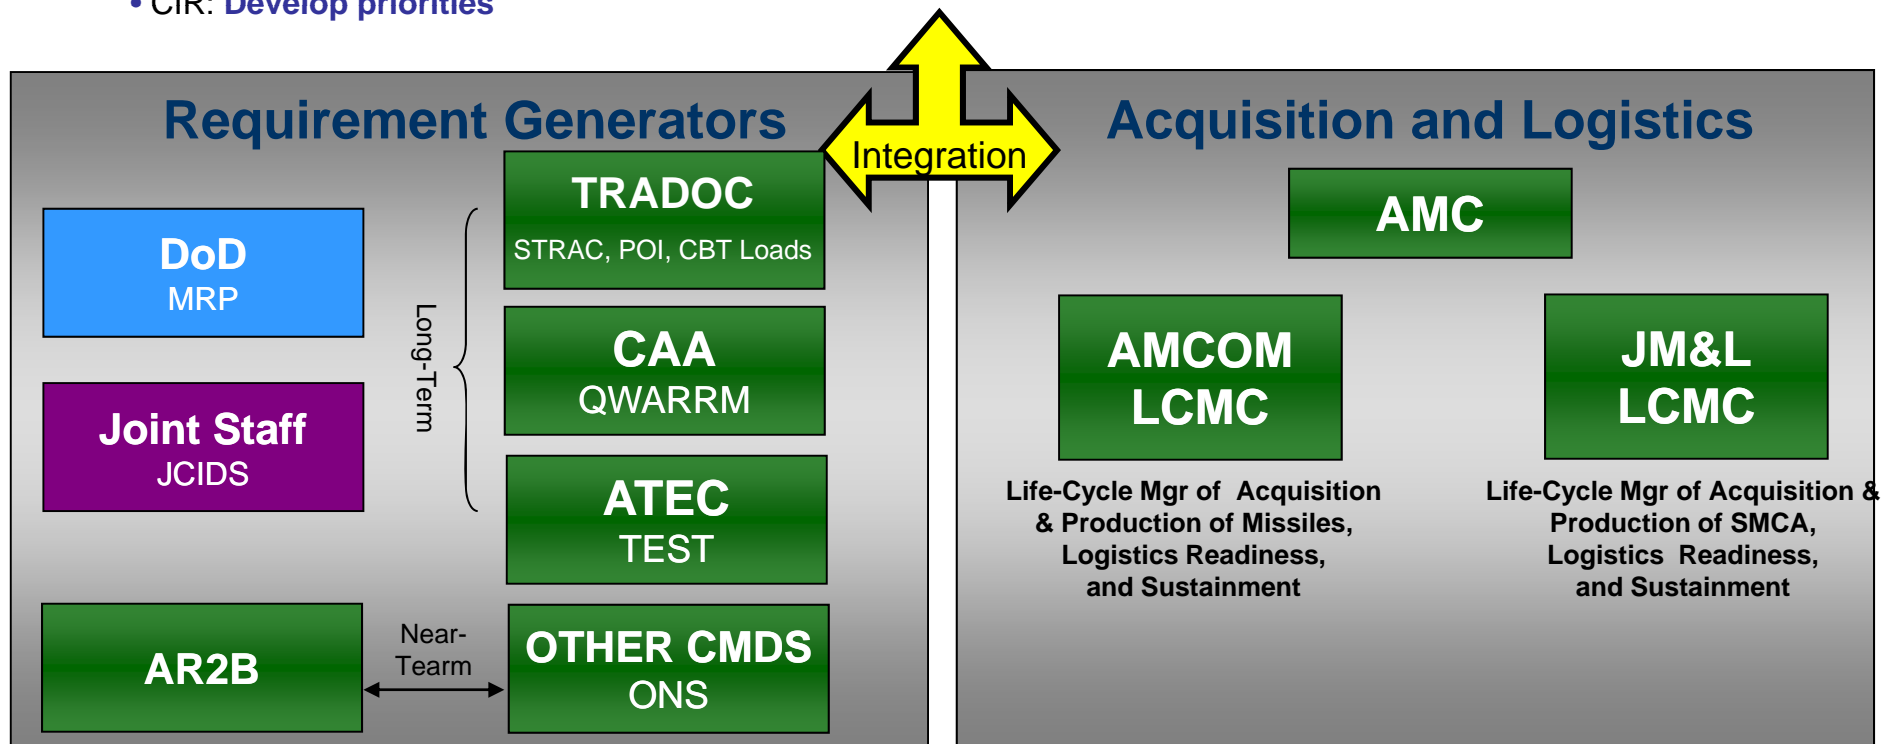 • CIR: Develop priorities
Requirement Generators
Integration
Acquisition and Logistics
DoD
MRP
Joint Staff
JCIDS
Long-Term
TRADOC
STRAC, POI, CBT Loads
CAA
QWARRM
ATEC
TEST
AR2B
Near-
Tearm
OTHER CMDS
ONS
AMC
AMCOM
LCMC
Life-Cycle Mgr of Acquisition
& Production of Missiles,
Logistics Readiness,
and Sustainment
JM&L
LCMC
Life-Cycle Mgr of Acquisition &
Production of SMCA,
Logistics Readiness,
and Sustainment